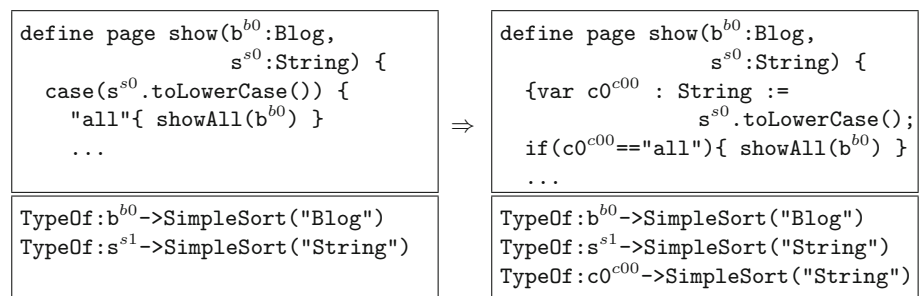 define page show(b^b0:Blog,
s^s0:String) {
case(s^s0.toLowerCase()) {
"all"{ showAll(b^b0) }
...
TypeOf:b^b0->SimpleSort("Blog")
TypeOf:s^s1->SimpleSort("String")
⇒
define page show(b^b0:Blog,
s^s0:String) {
{var c0^c00 : String :=
s^s0.toLowerCase();
if(c0^c00=="all"){ showAll(b^b0) }
...
TypeOf:b^b0->SimpleSort("Blog")
TypeOf:s^s1->SimpleSort("String")
TypeOf:c0^c00->SimpleSort("String")